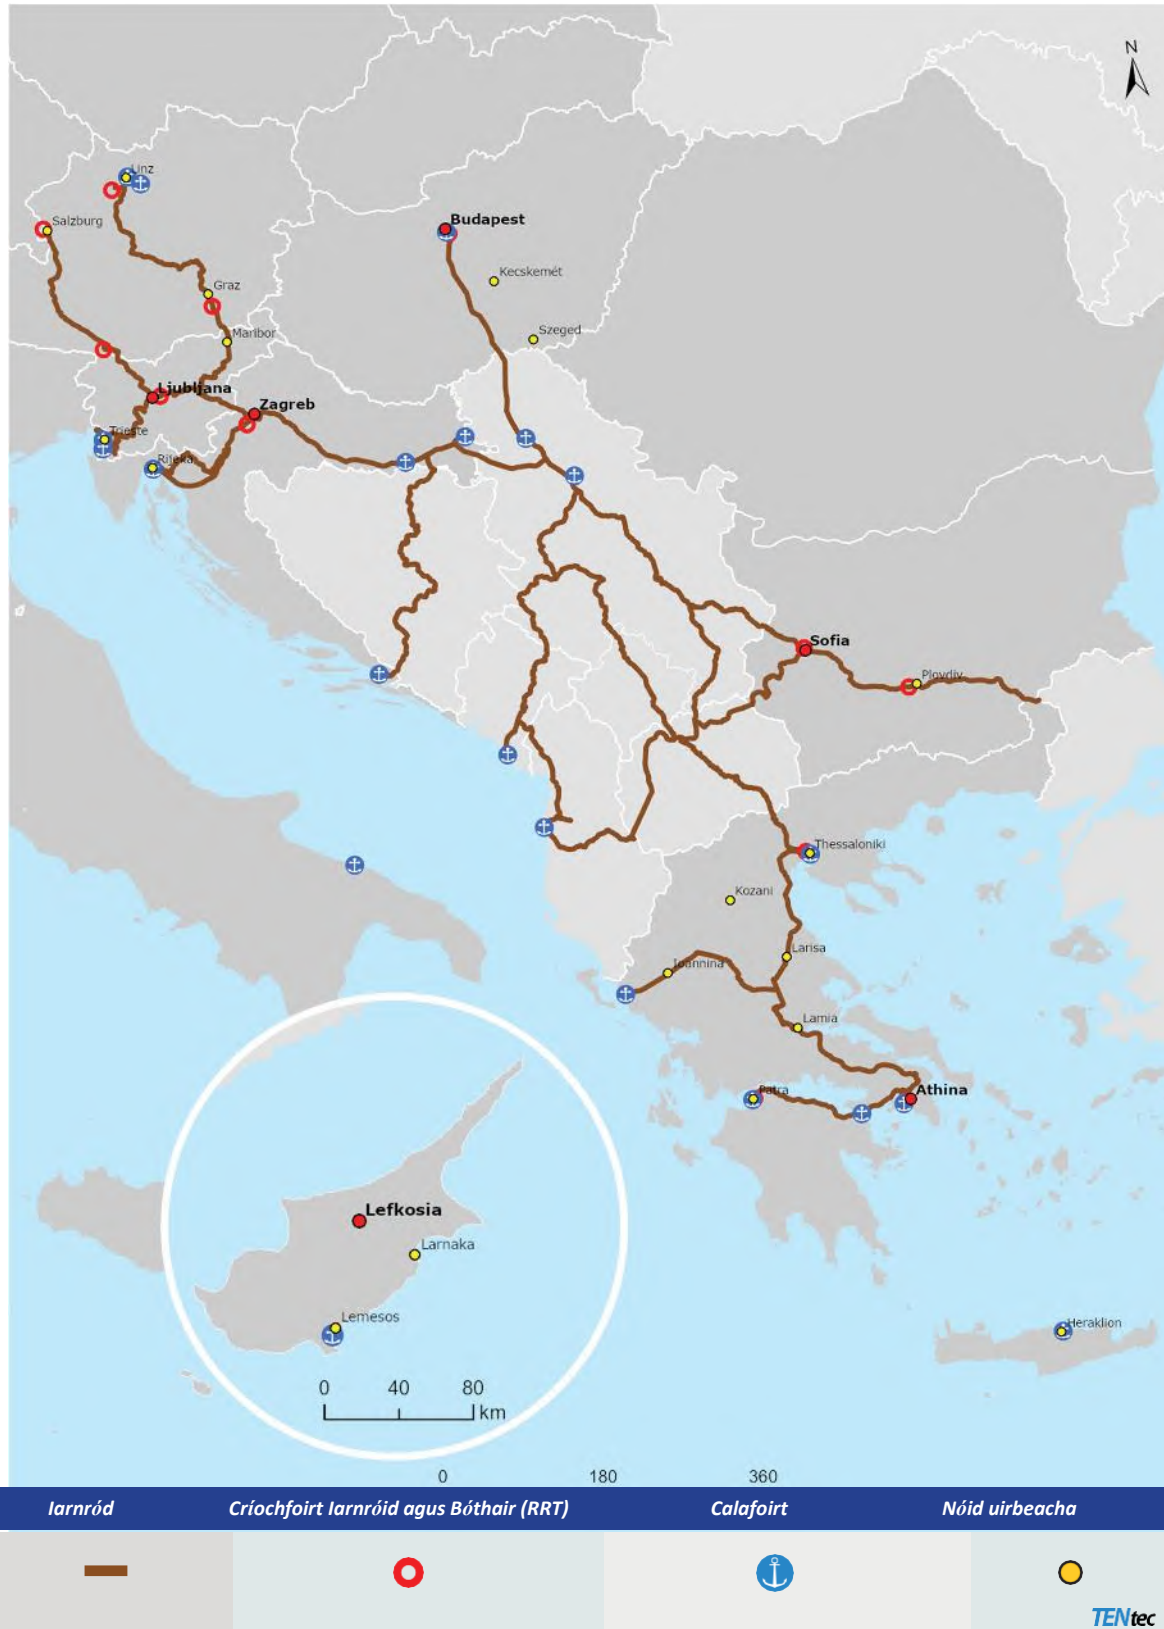 N
Linz
Salzburg
Budapest
Kecskemét
Graz
Szeged
Maribor
Ljubljana
Zagreb
Trieste
Rijeka
Sofia
Plovdiv
Thessaloniki
Kozani
Larisa
Ioannina
Lamia
Patra
Athina
Lefkosia
Larnaka
Lemesos
Heraklion
0 40 80
km
0 180 360
Iarnród Críochfoirt Iarnróid agus Bóthair (RRT) Calafoirt Nóid uirbeacha
TENtec